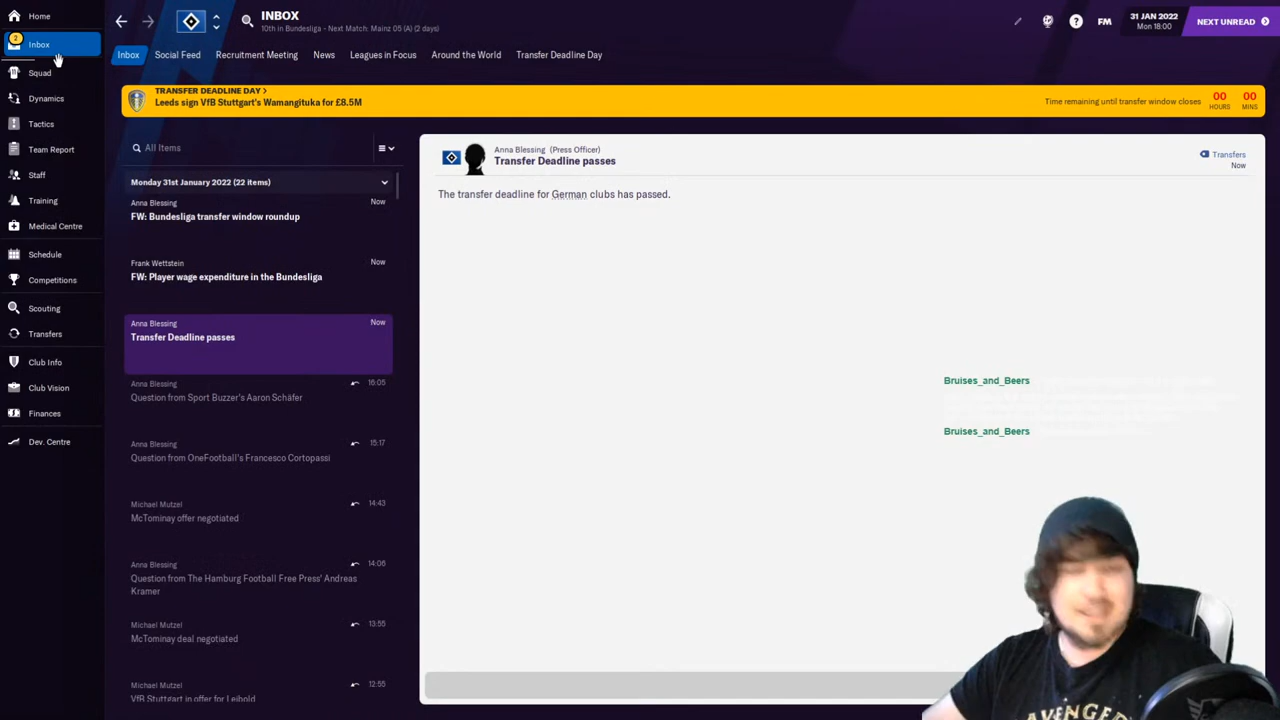 Home
2
Inbox
Squad
Dynamics
Tactics
Team Report
Staff
Training
Medical Centre
Schedule
Competitions
Scouting
Transfers
Club Info
Club Vision
Finances
Dev. Centre
INBOX
10th in Bundesliga - Next Match: Mainz 05 (A) (2 days)
FM
31 JAN 2022
Mon 18:00
NEXT UNREAD
Inbox
Social Feed
Recruitment Meeting
News
Leagues in Focus
Around the World
Transfer Deadline Day
TRANSFER DEADLINE DAY >
Leeds sign VfB Stuttgart's Wamangituka for £8.5M
Time remaining until transfer window closes
00 00
HOURS MINS
All Items
Monday 31st January 2022 (22 items)
Anna Blessing Now
FW: Bundesliga transfer window roundup
Frank Wettstein Now
FW: Player wage expenditure in the Bundesliga
Anna Blessing Now
Transfer Deadline passes
Anna Blessing 16:05
Question from Sport Buzzer's Aaron Schäfer
Anna Blessing 15:17
Question from OneFootball's Francesco Cortopassi
Michael Mutzel 14:43
McTominay offer negotiated
Anna Blessing 14:06
Question from The Hamburg Football Free Press' Andreas
Kramer
Michael Mutzel 13:55
McTominay deal negotiated
Michael Mutzel 12:55
VfB Stuttgart in offer for Leibold
Anna Blessing (Press Officer)
Transfer Deadline passes
Transfers
Now
The transfer deadline for German clubs has passed.
Bruises_and_Beers
Bruises_and_Beers
AVENGED